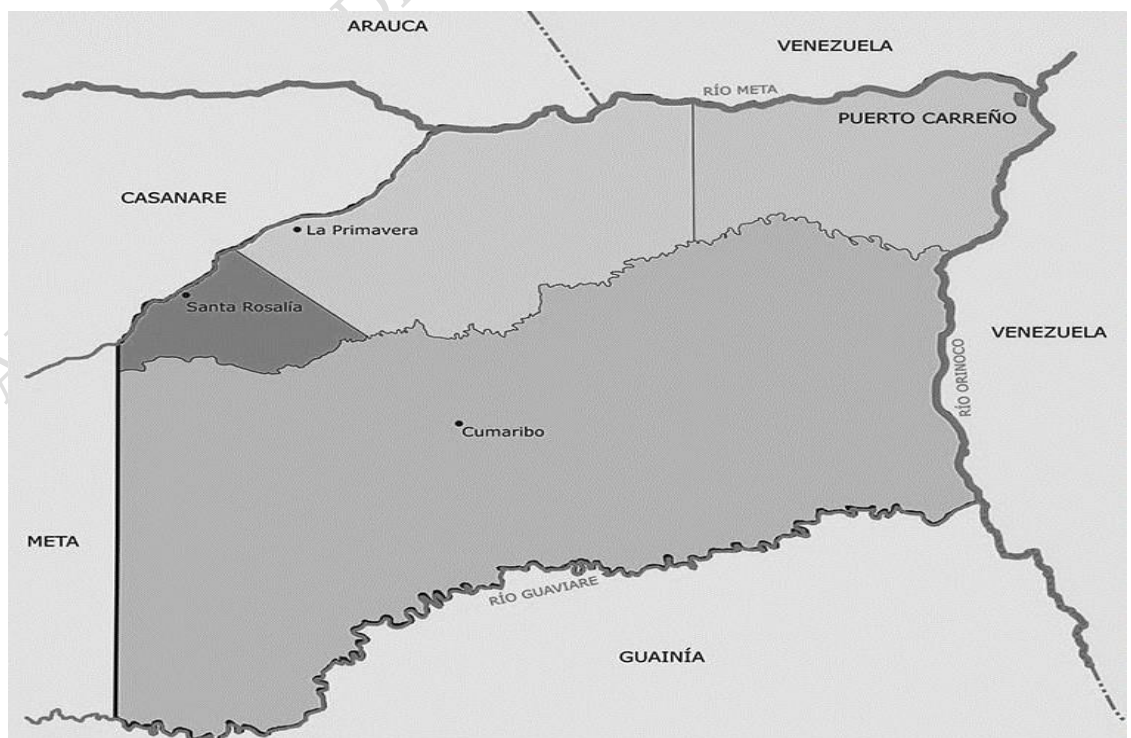 ARAUCA
VENEZUELA
RÍO META
PUERTO CARREÑO
CASANARE
La Primavera
Santa Rosalía
VENEZUELA
RÍO ORINOCO
Cumaribo
META
RÍO GUAVIARE
GUAINÍA